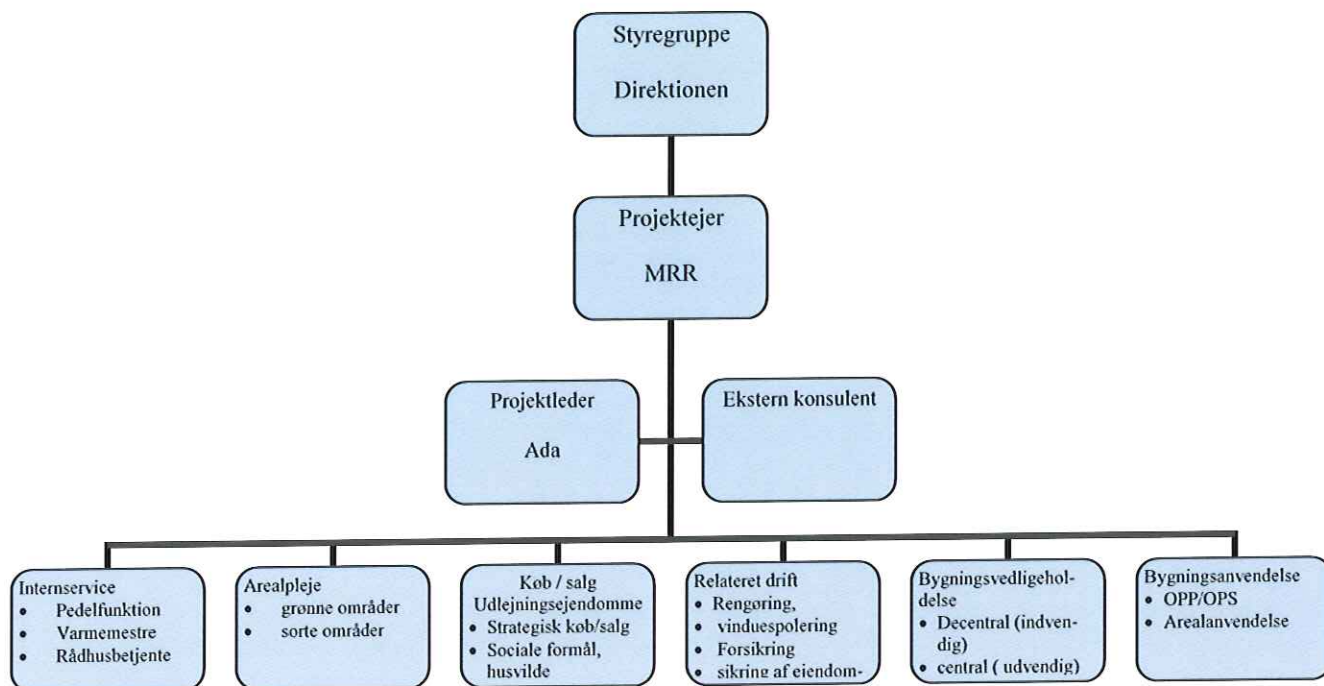 Styregruppe
Direktionen
Projektejer
MRR
Projektleder
Ada
Ekstern konsulent
Internservice
• Pedelfunktion
• Varmemestre
• Rådhusbetjente
Arealpleje
• grønne områder
• sorte områder
Køb / salg
Udlejningsejendomme
• Strategisk køb/salg
• Sociale formål,
husvilde
Relateret drift
• Rengøring,
• vinduespolering
• Forsikring
• sikring af ejendom-
Bygningsvedligehol-
delse
• Decentral (indven-
dig)
• central ( udvendig)
Bygningsanvendelse
• OPP/OPS
• Arealanvendelse